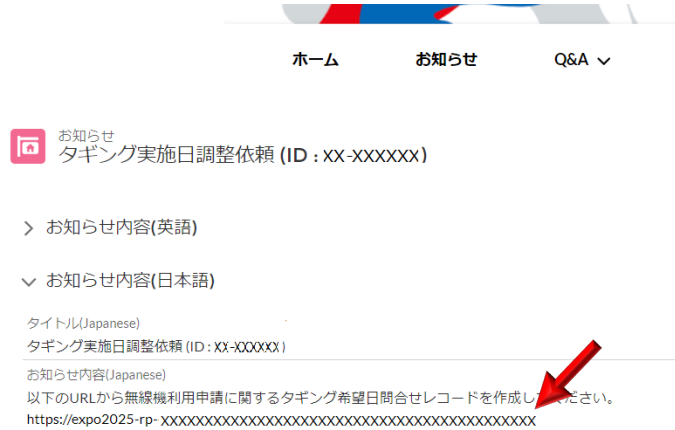 ホーム お知らせ Q&A
お知らせ
タギング実施日調整依頼 (ID : XX-XXXXXX)
お知らせ内容(英語)
お知らせ内容(日本語)
タイトル(Japanese)
タギング実施日調整依頼 (ID : XX-XXXXXX)
お知らせ内容(Japanese)
以下のURLから無線機利用申請に関するタギング希望日問合せレコードを作成し ください。
https://expo2025-rp- XXXXXXXXXXXXXXXXXXXXXXXXXXXXXXXXXXXXXXXXXXX